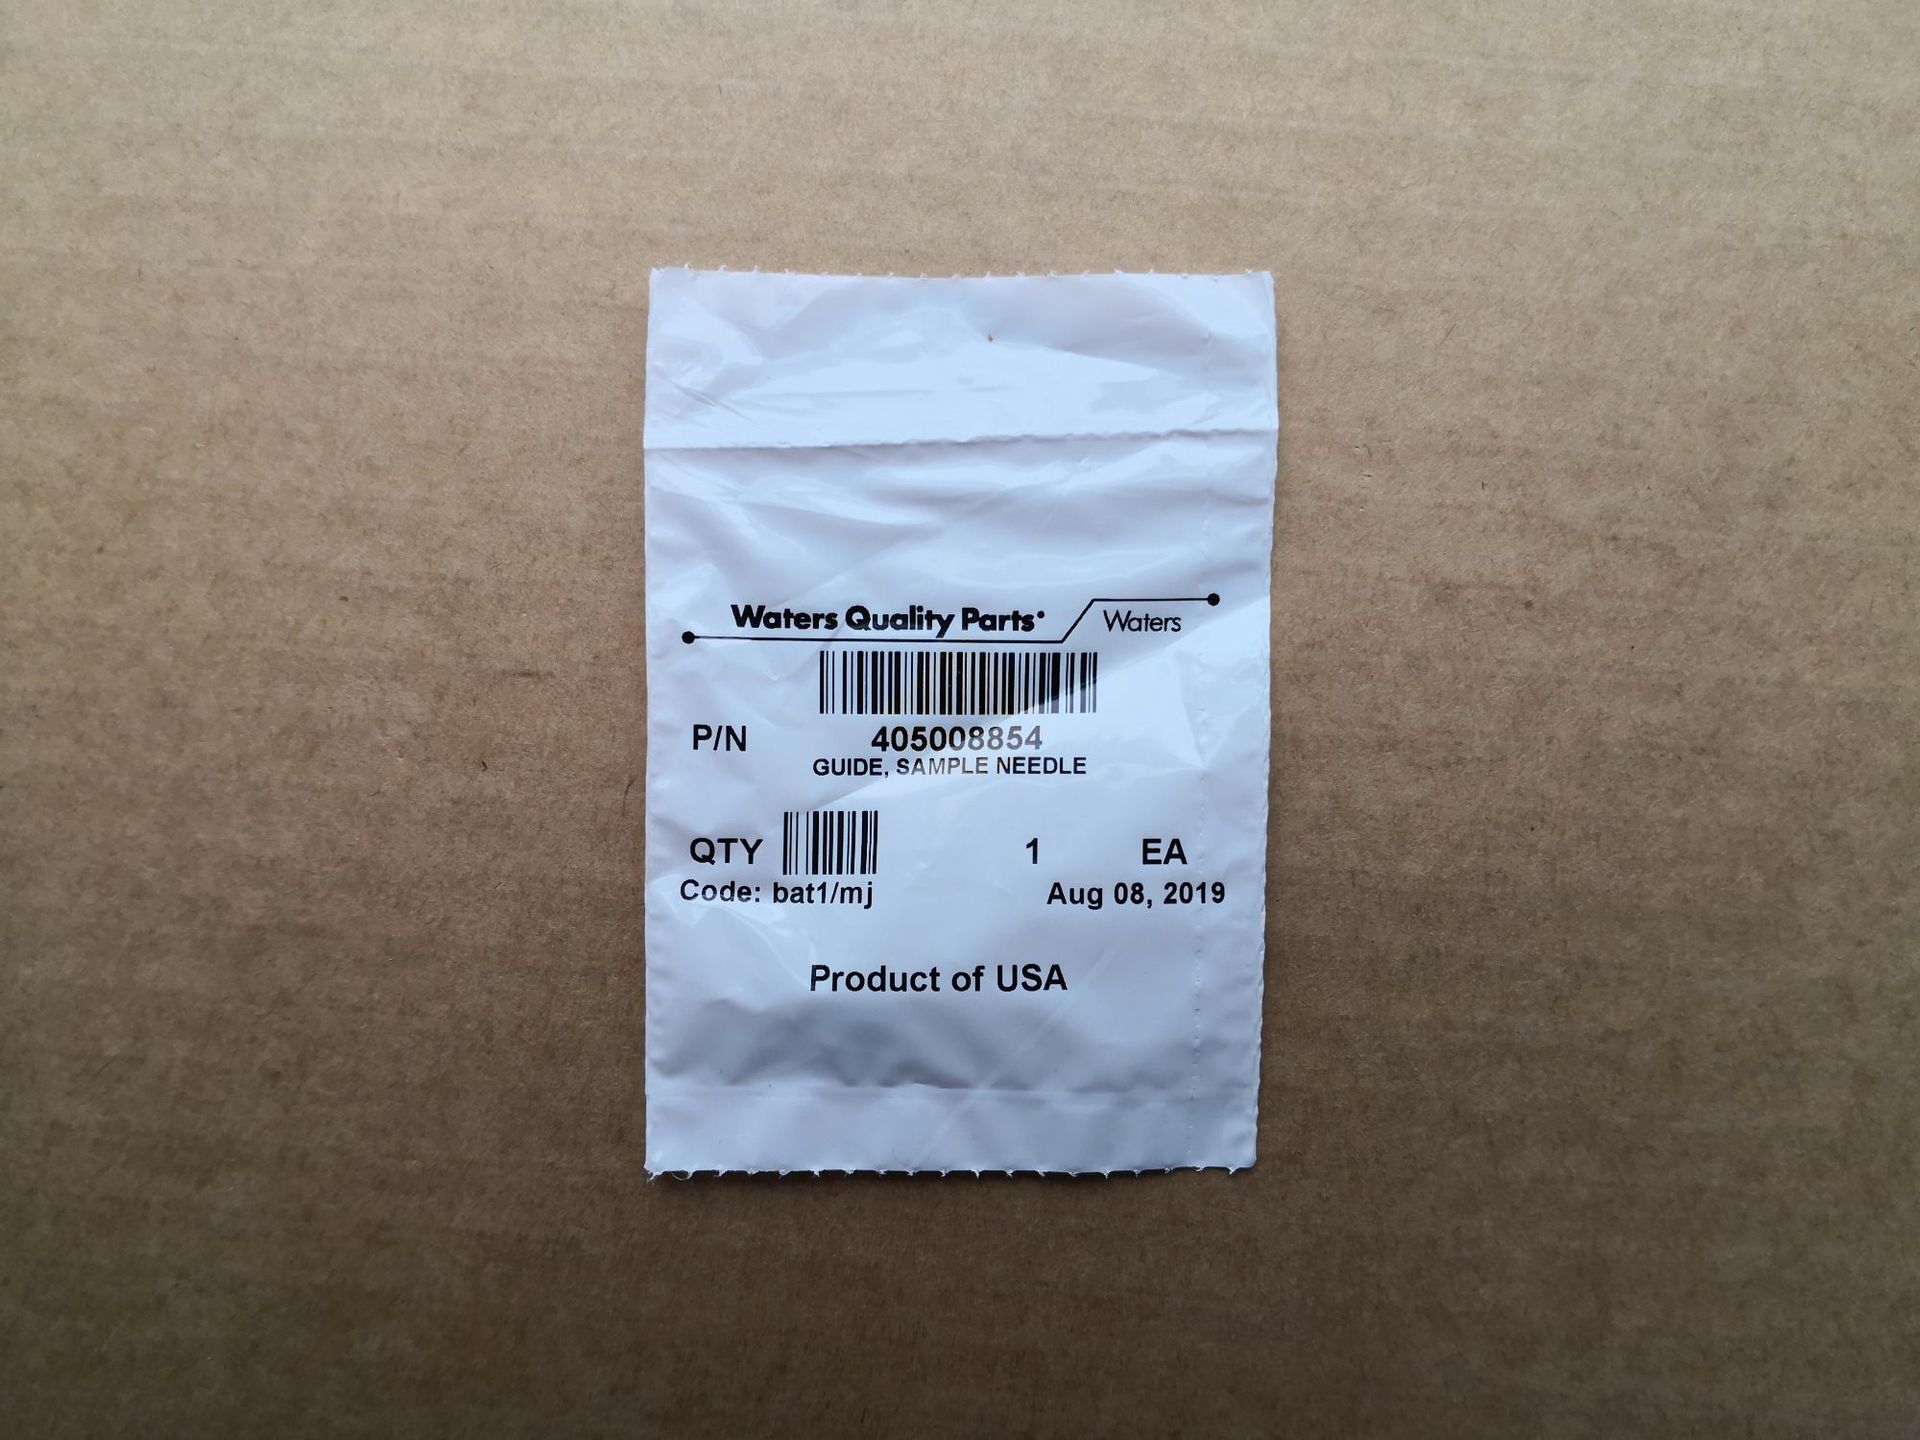 Waters Quality Parts
Waters
P/N 405008854
GUIDE, SAMPLE NEEDLE
QTY 1 EA
Code: bat1/mj Aug 08, 2019
Product of USA